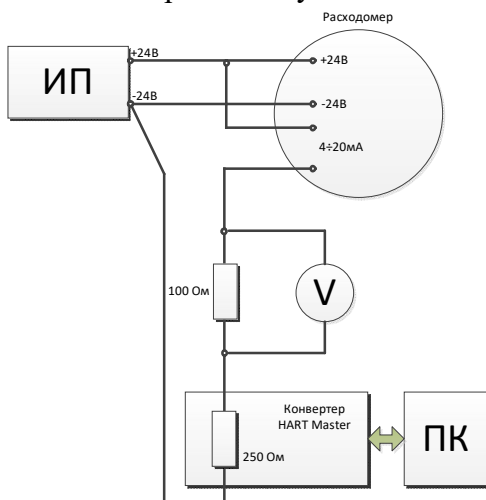 Расходомер
+24В
+24В
ИП
-24В
-24В
4÷20мА
100 Ом
V
Конвертер
HART Master
ПК
250 Ом